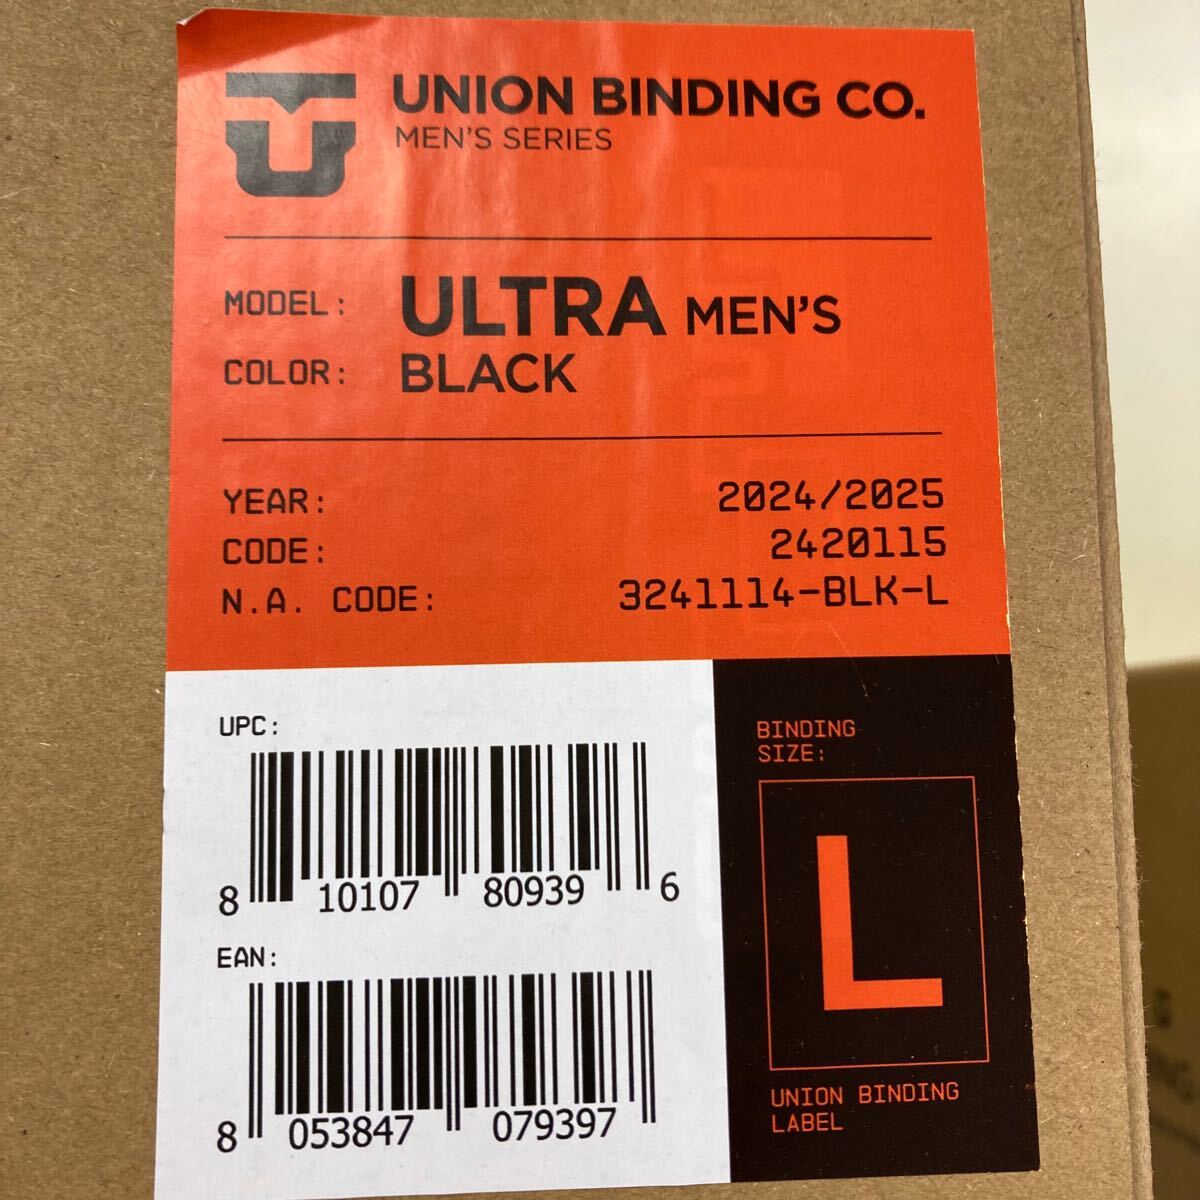 UNION BINDING CO.
MEN'S SERIES
MODEL: ULTRA MEN'S
COLOR: BLACK
YEAR: 2024/2025
CODE: 2420115
N.A. CODE: 3241114-BLK-L
UPC:
8 10107 80939 6
EAN:
8 053847 079397
BINDING
SIZE:
L
UNION BINDING
LABEL